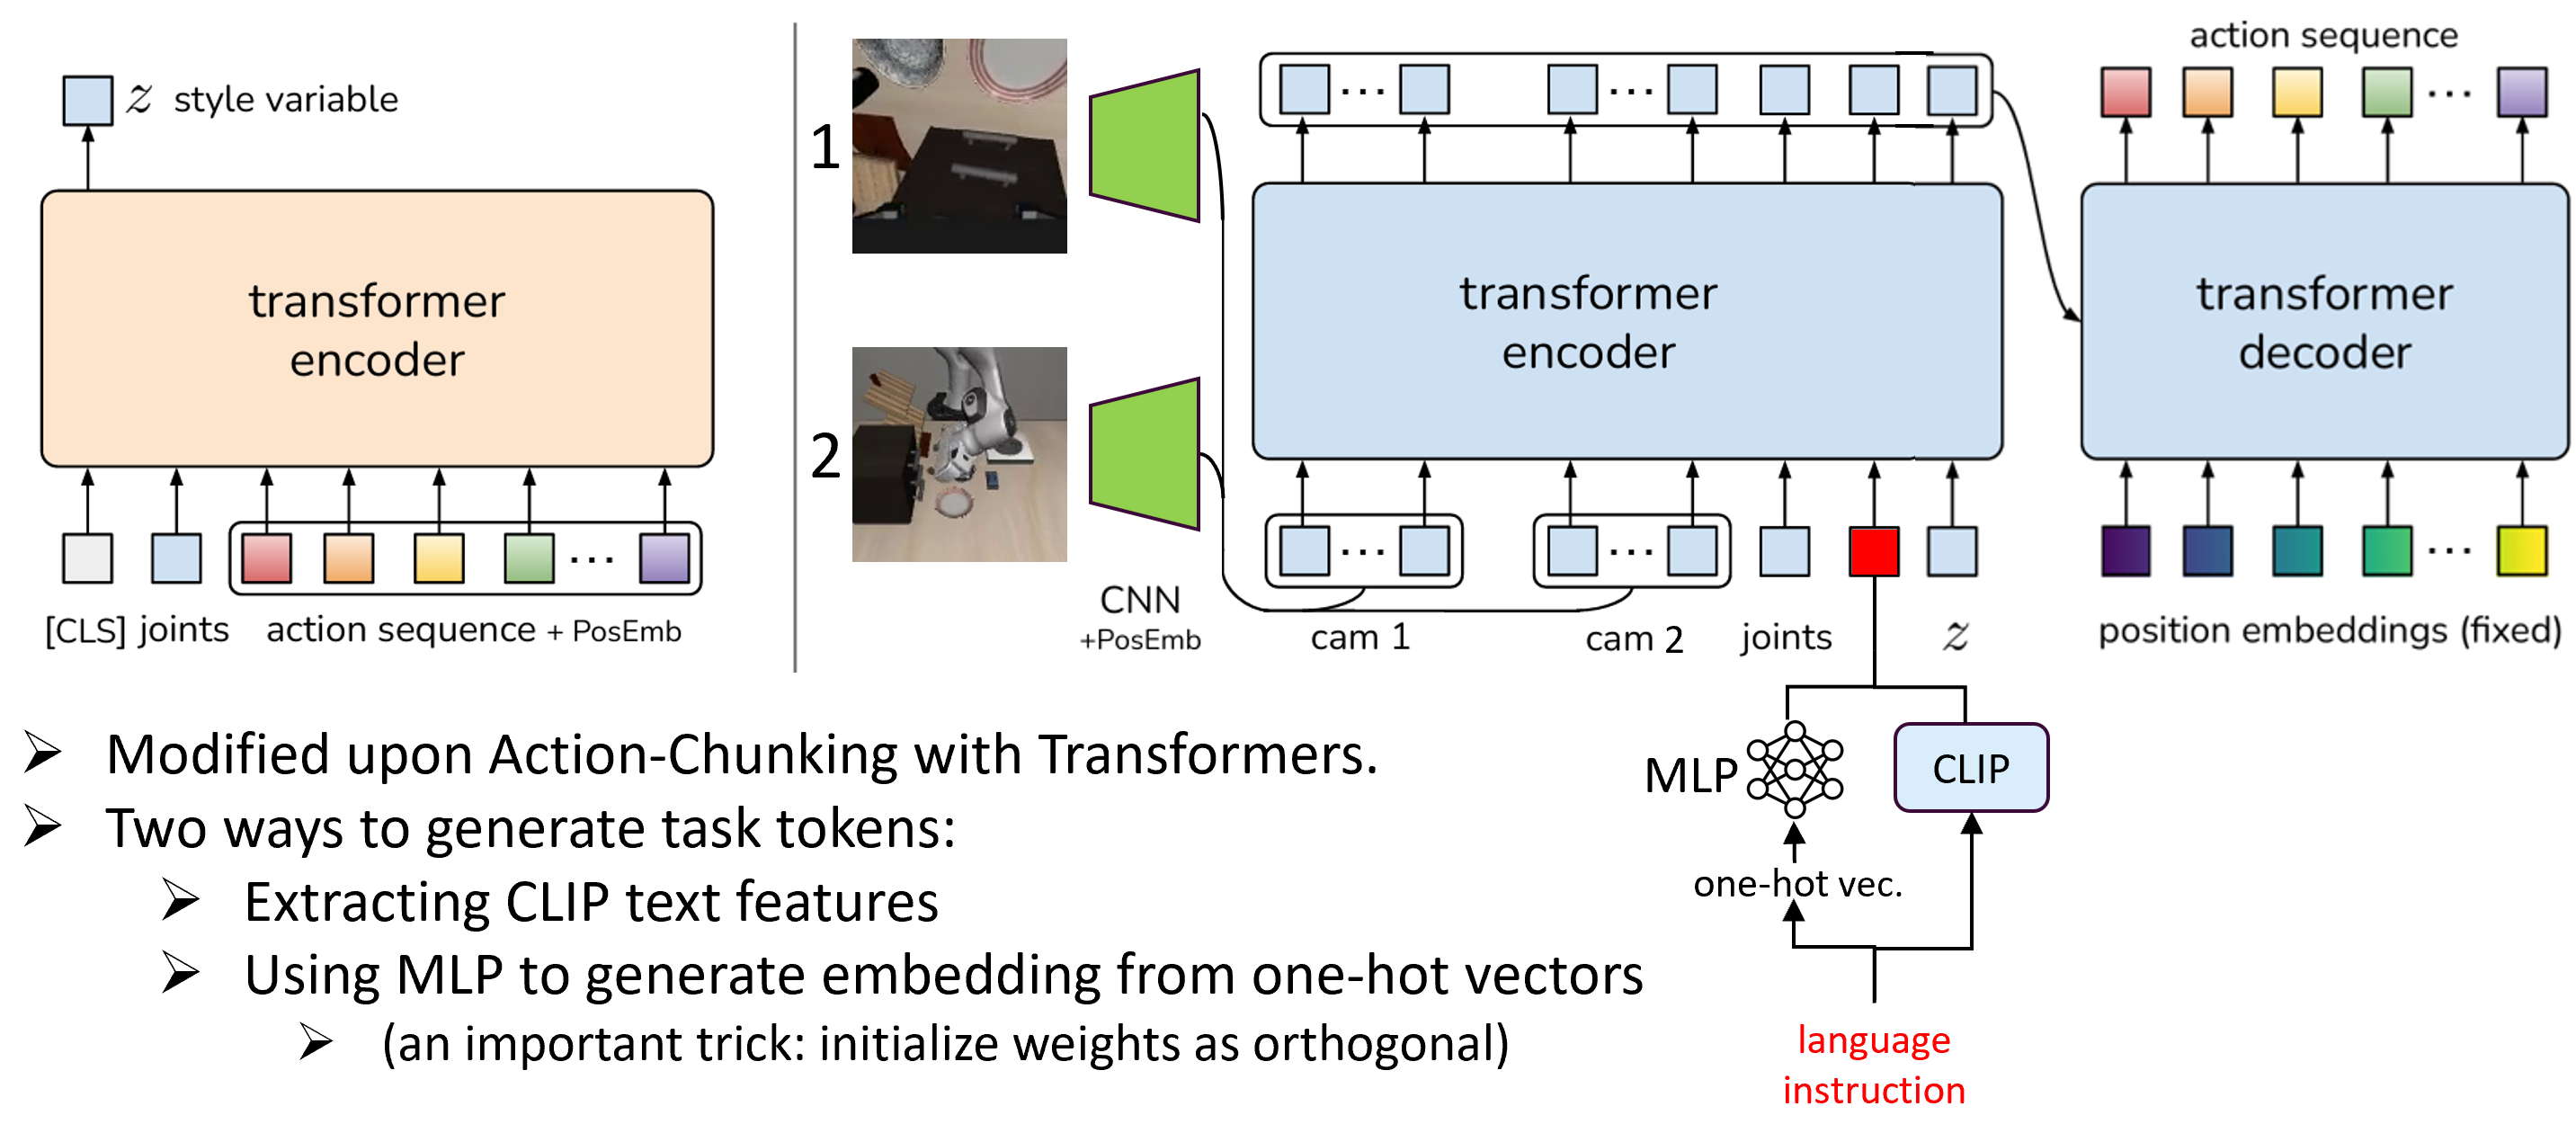 z style variable
transformer
encoder
[CLS] joints action sequence + PosEmb
1
2
CNN
+PosEmb
transformer
encoder
cam 1 cam 2 joints z
action sequence
transformer
decoder
position embeddings (fixed)
MLP
CLIP
one-hot vec.
language
instruction
Modified upon Action-Chunking with Transformers.
Two ways to generate task tokens:
Extracting CLIP text features
Using MLP to generate embedding from one-hot vectors
(an important trick: initialize weights as orthogonal)